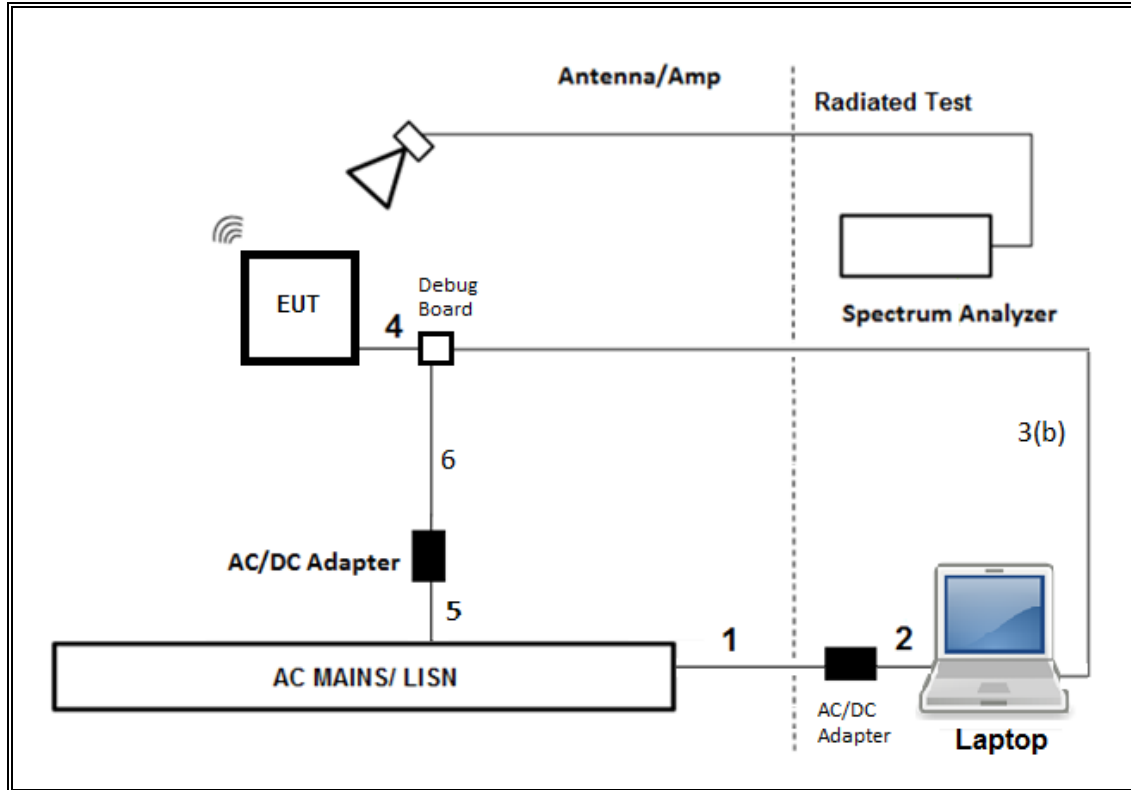 Antenna/Amp
Radiated Test
EUT
Debug
Board
4
Spectrum Analyzer
3(b)
6
AC/DC Adapter
5
1
2
AC MAINS/ LISN
AC/DC
Adapter
Laptop